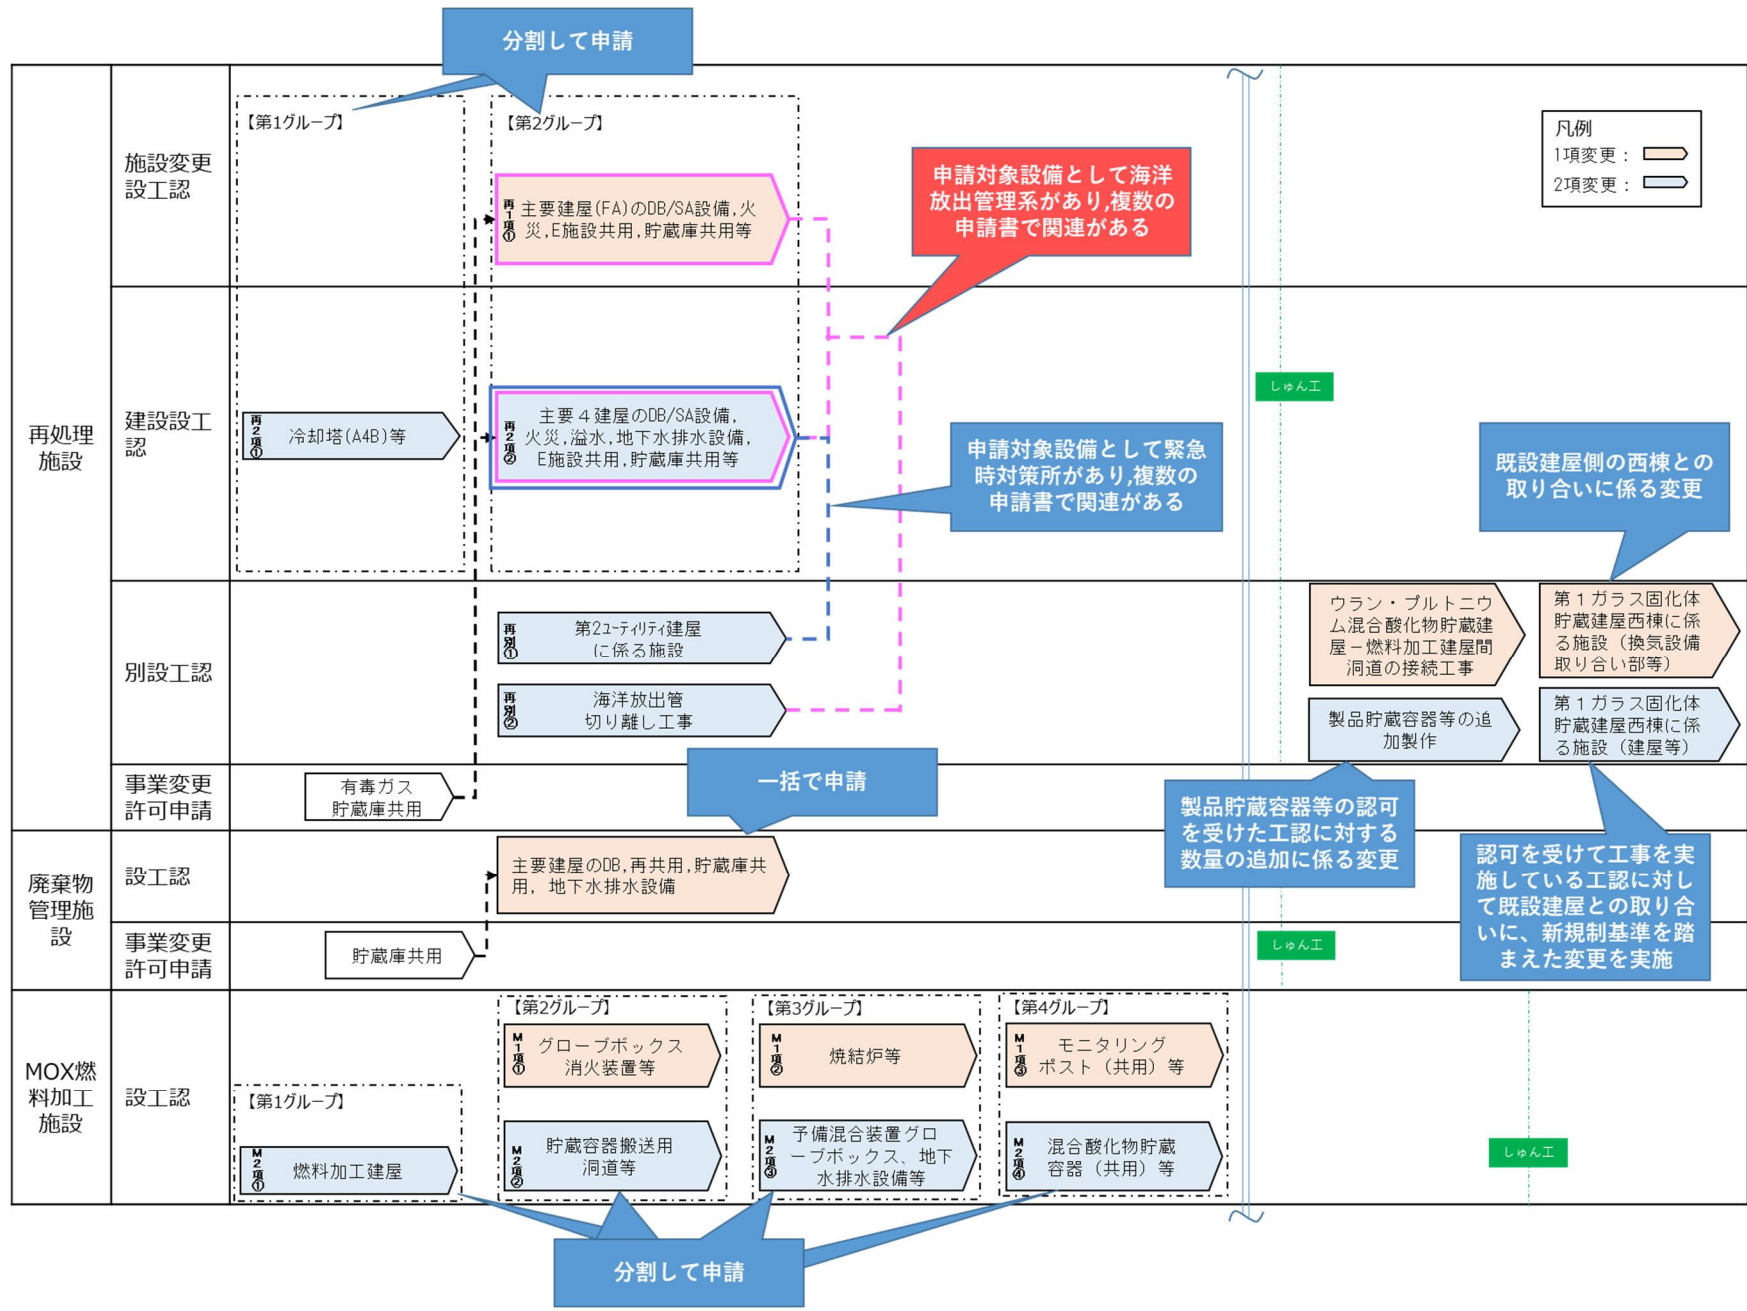 分割して申請
【第1グループ】
【第2グループ】
凡例
1項変更：
2項変更：
施設変更
設工認
再1項①
主要建屋(FA)のDB/SA設備,火
災,E施設共用,貯蔵庫共用等
申請対象設備として海洋
放出管理系があり,複数の
申請書で関連がある
再処理
施設
建設設工
認
再2項①
冷却塔(A4B)等
再2項②
主要４建屋のDB/SA設備,
火災,溢水,地下水排水設備,
E施設共用,貯蔵庫共用等
しゅん工
申請対象設備として緊急
時対策所があり,複数の
申請書で関連がある
既設建屋側の西棟との
取り合いに係る変更
別設工認
再別①
第2ユーティリティ建屋
に係る施設
再別②
海洋放出管
切り離し工事
ウラン・プルトニウ
ム混合酸化物貯蔵建
屋－燃料加工建屋間
洞道の接続工事
第１ガラス固化体
貯蔵建屋西棟に係
る施設（換気設備
取り合い部等）
製品貯蔵容器等の追
加製作
第１ガラス固化体
貯蔵建屋西棟に係
る施設（建屋等）
事業変更
許可申請
有毒ガス
貯蔵庫共用
一括で申請
製品貯蔵容器等の認可
を受けた工認に対する
数量の追加に係る変更
認可を受けて工事を実
施している工認に対し
て既設建屋との取り合
いに、新規制基準を踏
まえた変更を実施
廃棄物
管理施
設
設工認
主要建屋のDB,再共用,貯蔵庫共
用，地下水排水設備
事業変更
許可申請
貯蔵庫共用
しゅん工
MOX燃
料加工
施設
設工認
【第1グループ】
M2項①
燃料加工建屋
【第2グループ】
M1項①
グローブボックス
消火装置等
M2項②
貯蔵容器搬送用
洞道等
【第3グループ】
M1項②
焼結炉等
M2項③
予備混合装置グロ
ーブボックス、地下
水排水設備等
【第4グループ】
M1項③
モニタリング
ポスト（共用）等
M2項④
混合酸化物貯蔵
容器（共用）等
しゅん工
分割して申請